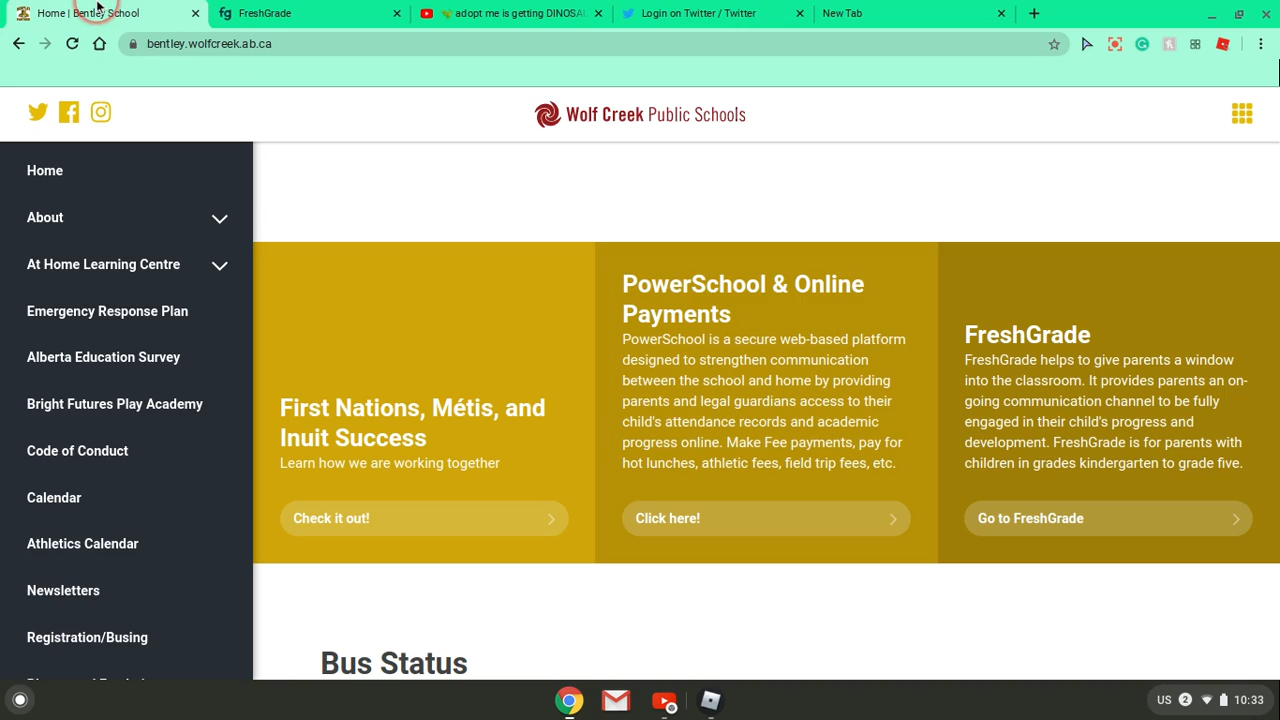 Home | Bentley School
FreshGrade
adopt me is getting DINOSA
Login on Twitter / Twitter
New Tab
bentley.wolfcreek.ab.ca
Wolf Creek Public Schools
Home
About
At Home Learning Centre
Emergency Response Plan
Alberta Education Survey
Bright Futures Play Academy
Code of Conduct
Calendar
Athletics Calendar
Newsletters
Registration/Busing
First Nations, Métis, and
Inuit Success
Learn how we are working together
Check it out!
PowerSchool & Online
Payments
PowerSchool is a secure web-based platform
designed to strengthen communication
between the school and home by providing
parents and legal guardians access to their
child's attendance records and academic
progress online. Make Fee payments, pay for
hot lunches, athletic fees, field trip fees, etc.
Click here!
FreshGrade
FreshGrade helps to give parents a window
into the classroom. It provides parents an on-
going communication channel to be fully
engaged in their child's progress and
development. FreshGrade is for parents with
children in grades kindergarten to grade five.
Go to FreshGrade
Bus Status
US 2 10:33